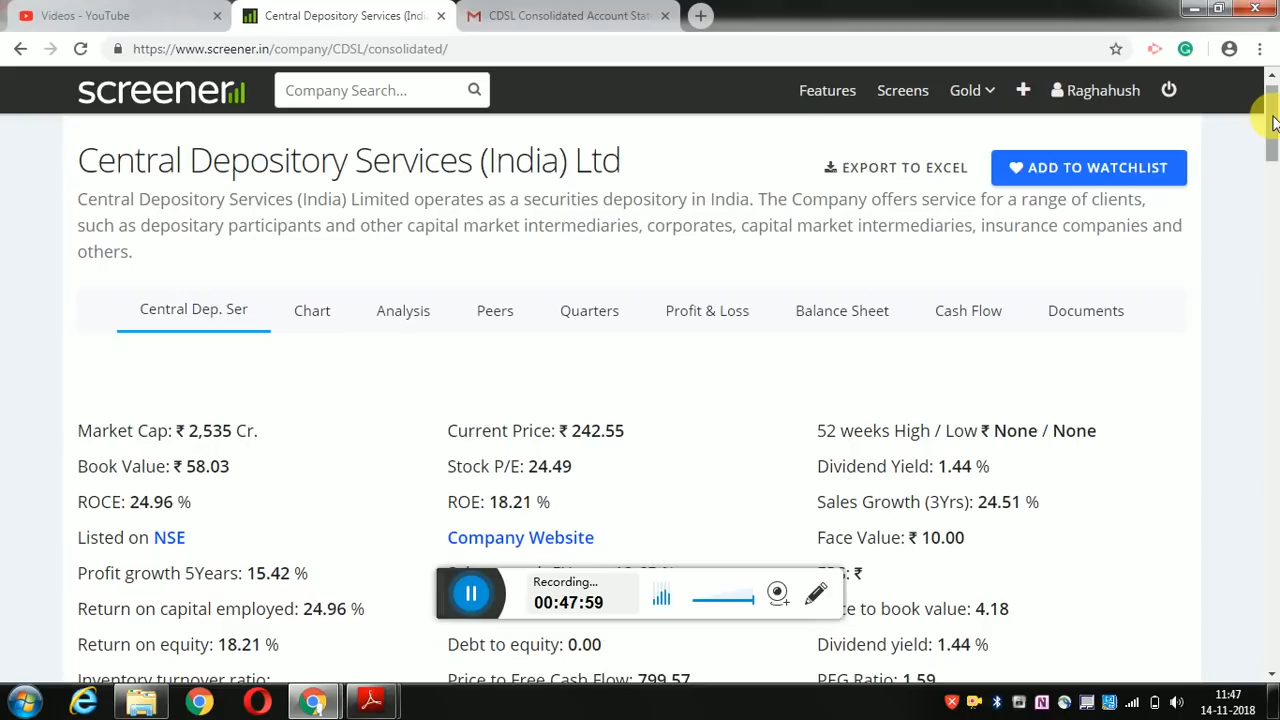 Videos - YouTube
Central Depository Services (Indi
CDSL Consolidated Account Stat
https://www.screener.in/company/CDSL/consolidated/
screener
Company Search...
Features
Screens
Gold
Raghahush
Central Depository Services (India) Ltd
EXPORT TO EXCEL
ADD TO WATCHLIST
Central Depository Services (India) Limited operates as a securities depository in India. The Company offers service for a range of clients,
such as depositary participants and other capital market intermediaries, corporates, capital market intermediaries, insurance companies and
others.
Central Dep. Ser
Chart
Analysis
Peers
Quarters
Profit & Loss
Balance Sheet
Cash Flow
Documents
Market Cap: ₹ 2,535 Cr.
Current Price: ₹ 242.55
52 weeks High / Low ₹ None / None
Book Value: ₹ 58.03
Stock P/E: 24.49
Dividend Yield: 1.44 %
ROCE: 24.96 %
ROE: 18.21 %
Sales Growth (3Yrs): 24.51 %
Listed on NSE
Company Website
Face Value: ₹ 10.00
Profit growth 5Years: 15.42 %
₹
Recording...
00:47:59
Return on capital employed: 24.96 %
to book value: 4.18
Return on equity: 18.21 %
Debt to equity: 0.00
Dividend yield: 1.44 %
Inventory turnover ratio:
Price to Free Cash Flow: 799.57
PEG Ratio: 1.59
11:47
14-11-2018